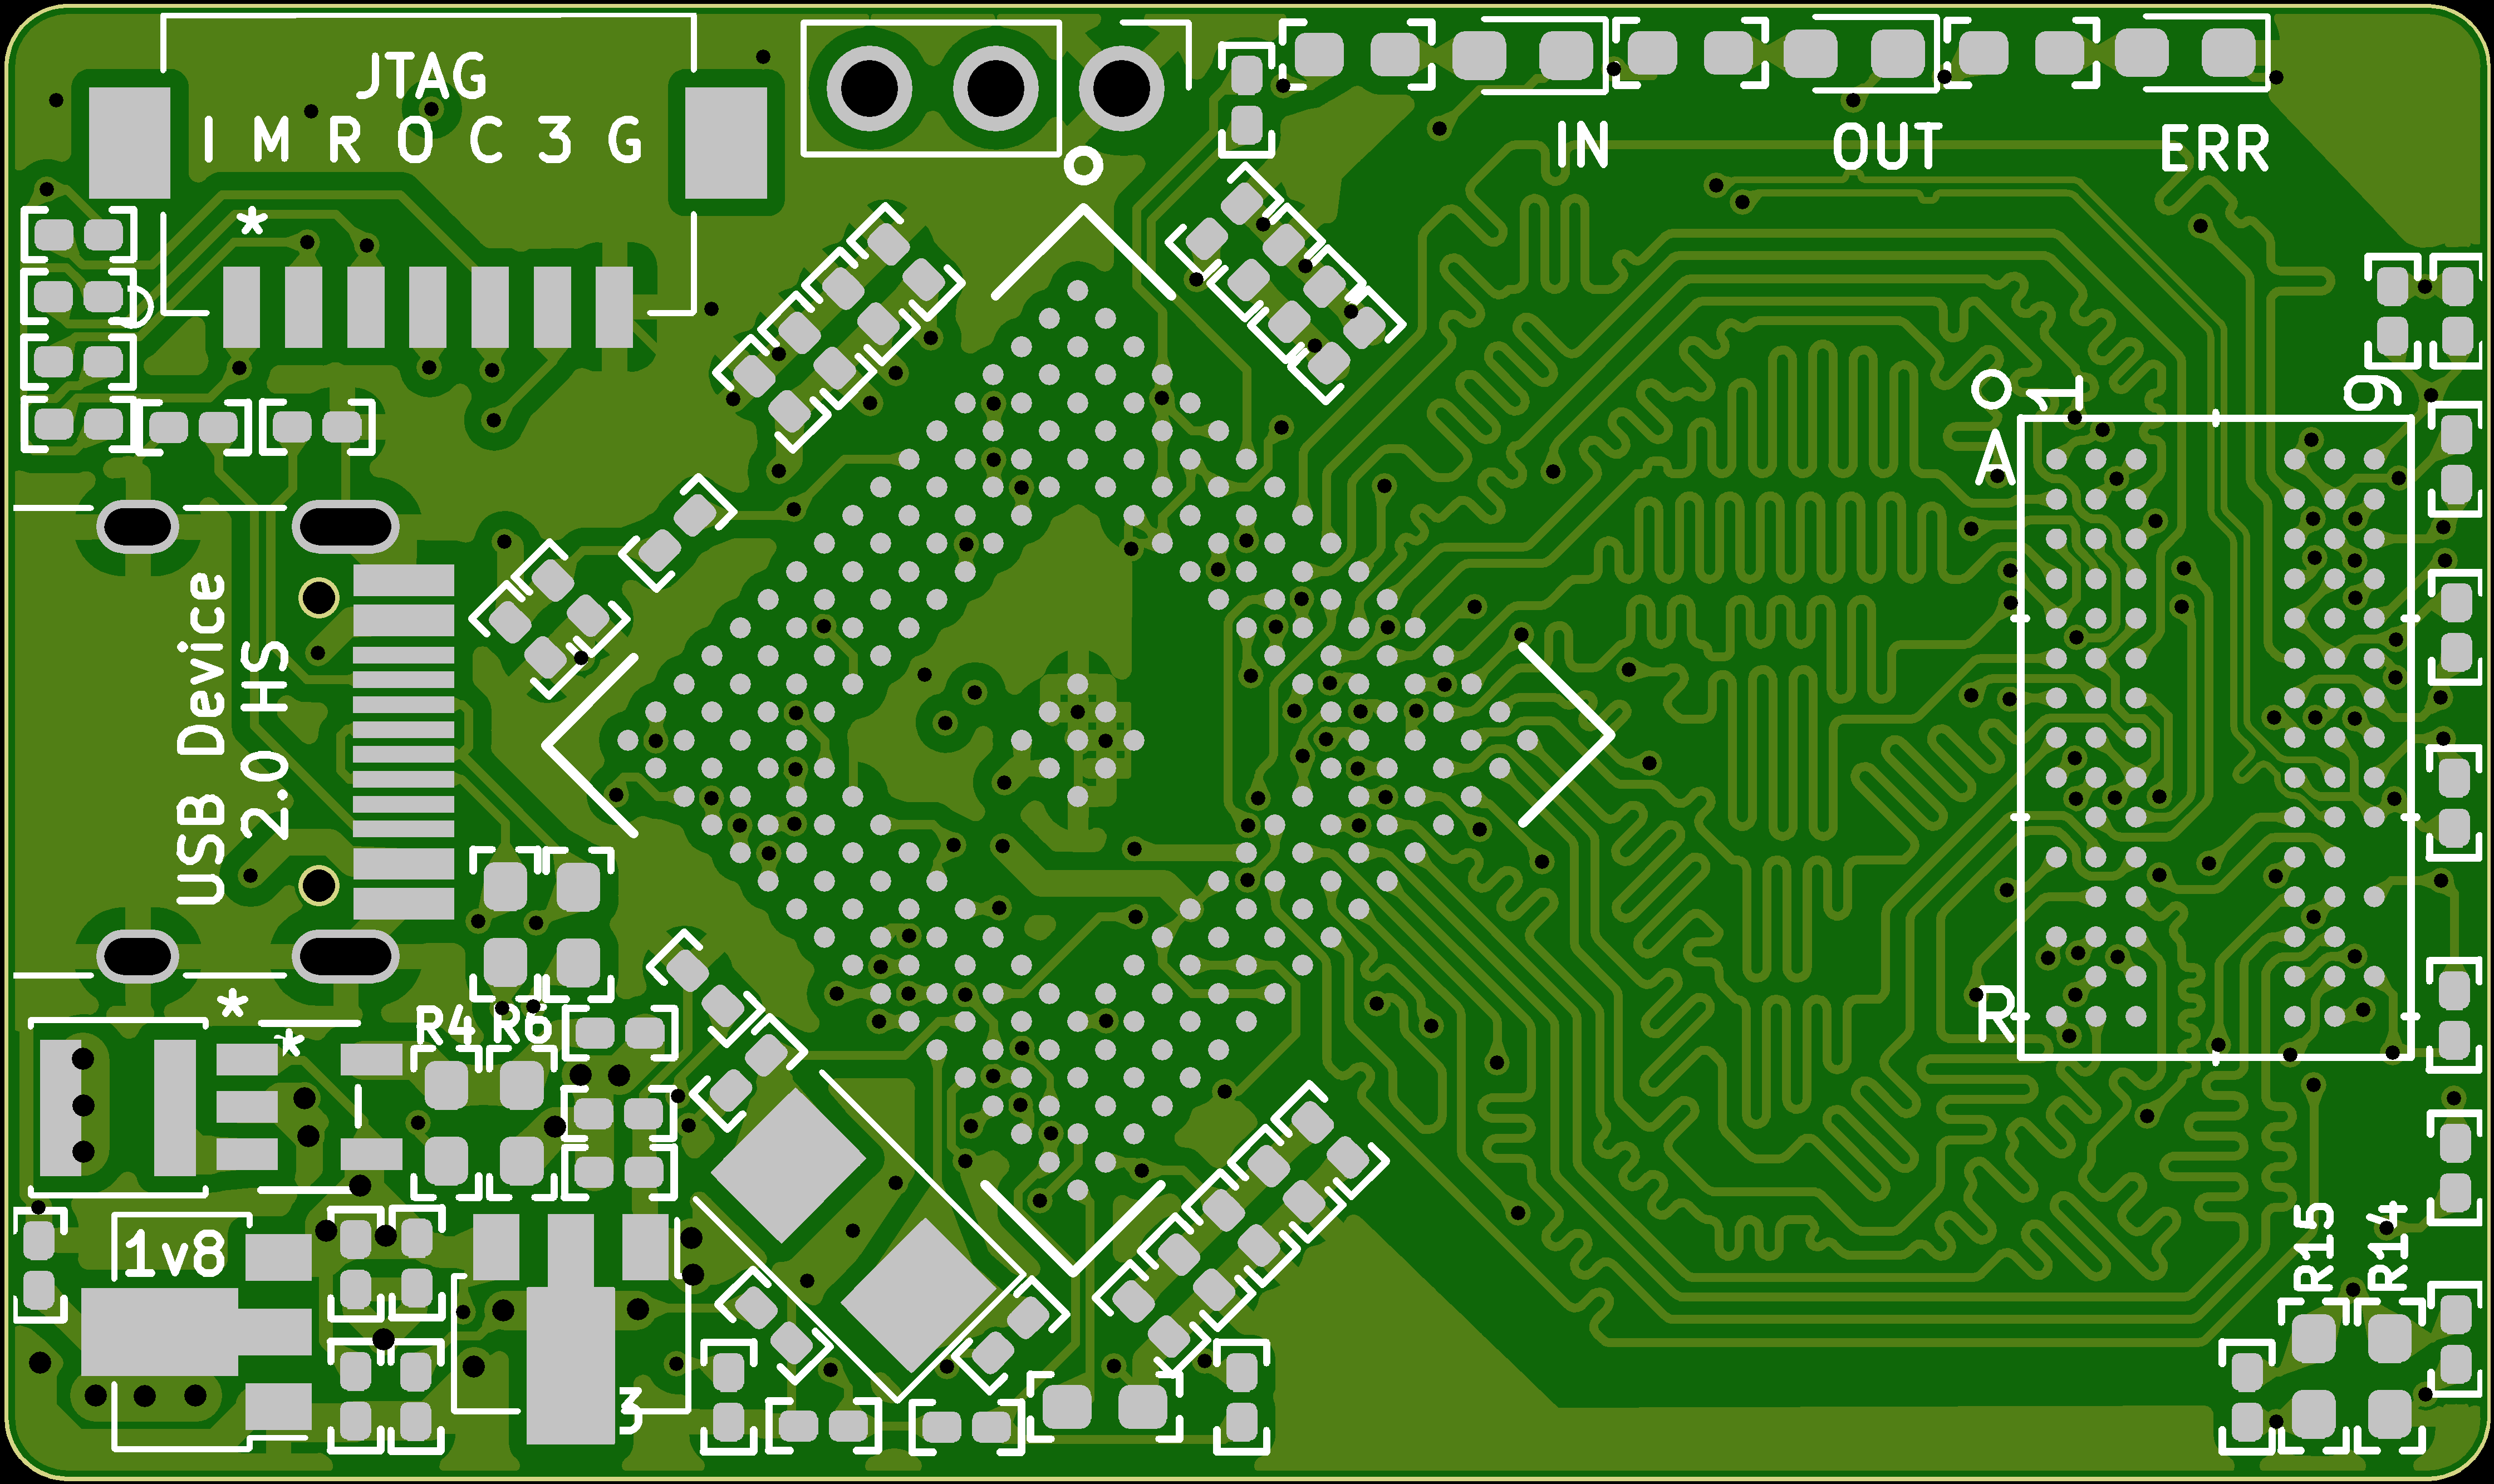 JTAG
I M R O C 3 G
IN OUT ERR
*
1 9
A
USB Device
2.0 HS
R
*
*
R4 R6
1v8
R15
R14
3